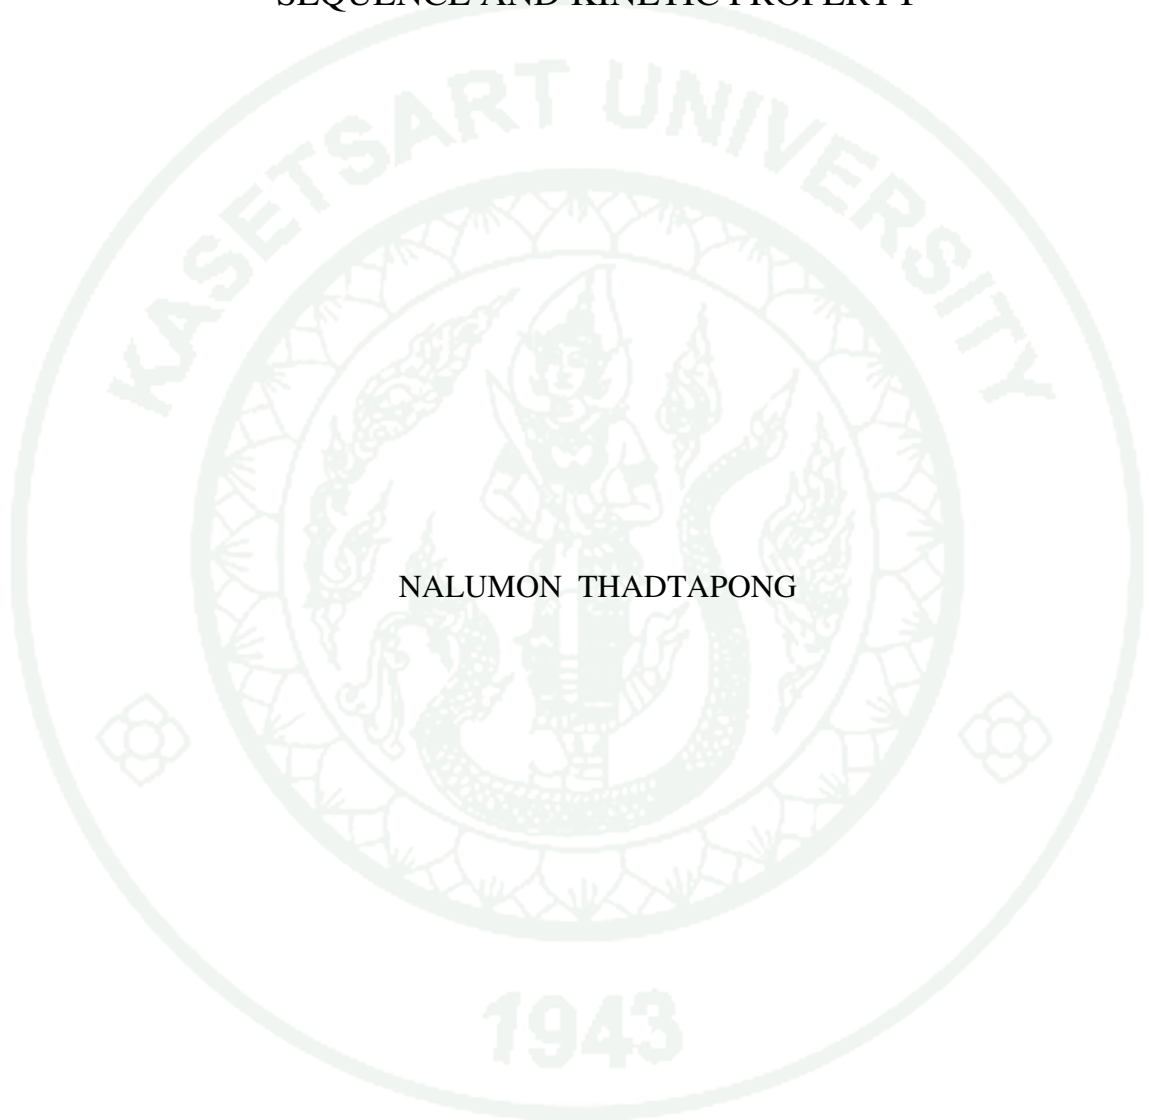 SEQUENCE AND KINETIC PROPERTY
KASETSART UNIVERSITY
NALUMON THADTAPONG
1943